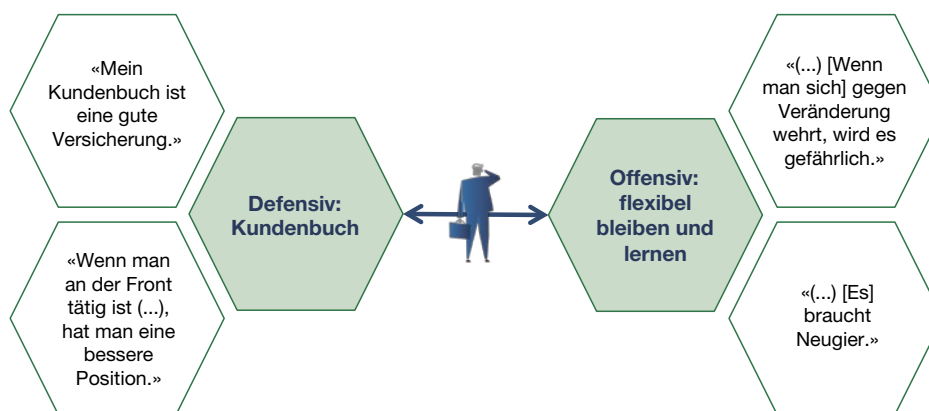 «Mein
Kundenbuch ist
eine gute
Versicherung.»
«Wenn man
an der Front
tätig ist (...),
hat man eine
bessere
Position.»
Defensiv:
Kundenbuch
Offensiv:
flexibel
bleiben und
lernen
«(...) [Wenn
man sich] gegen
Veränderung
wehrt, wird es
gefährlich.»
«(...) [Es]
braucht
Neugier.»